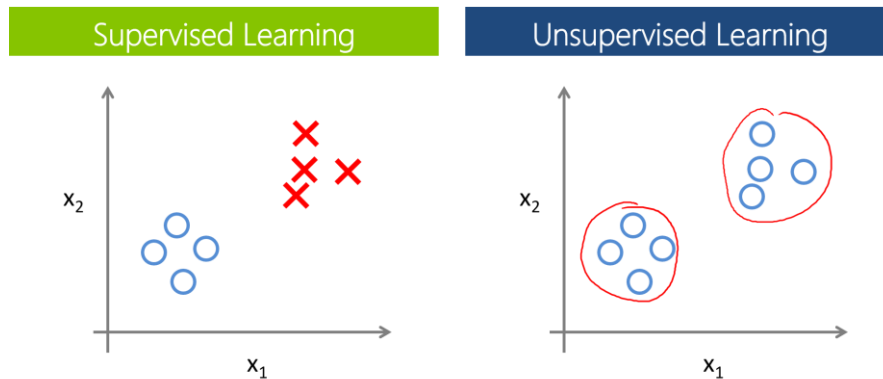 Supervised Learning
Unsupervised Learning
x2
x1
x2
x1